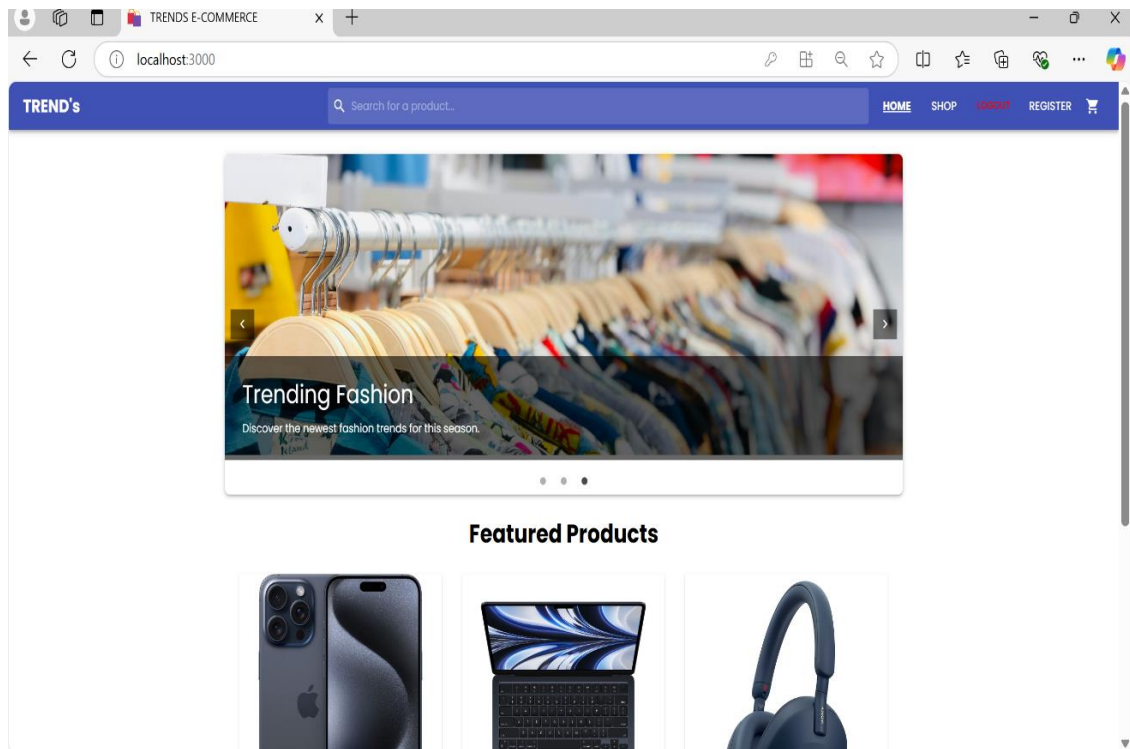 TRENDS E-COMMERCE
localhost:3000
TREND's
Search for a product...
HOME SHOP LOGOUT REGISTER
Trending Fashion
Discover the newest fashion trends for this season.
Featured Products